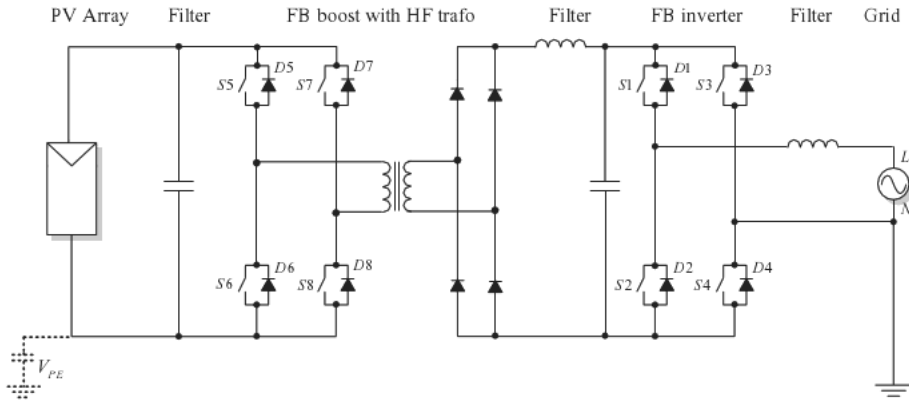 PV Array Filter FB boost with HF trafo Filter FB inverter Filter Grid
D5 D7 D1 D3
S5 S7 S1 S3
L
N
D6 D8 D2 D4
S6 S8 S2 S4
V_PE